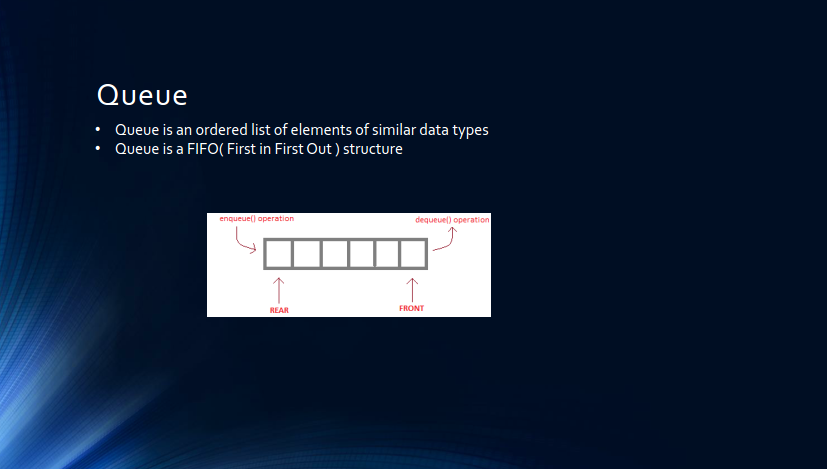 Queue
• Queue is an ordered list of elements of similar data types
• Queue is a FIFO( First in First Out ) structure
enqueue() operation
dequeue() operation
REAR
FRONT